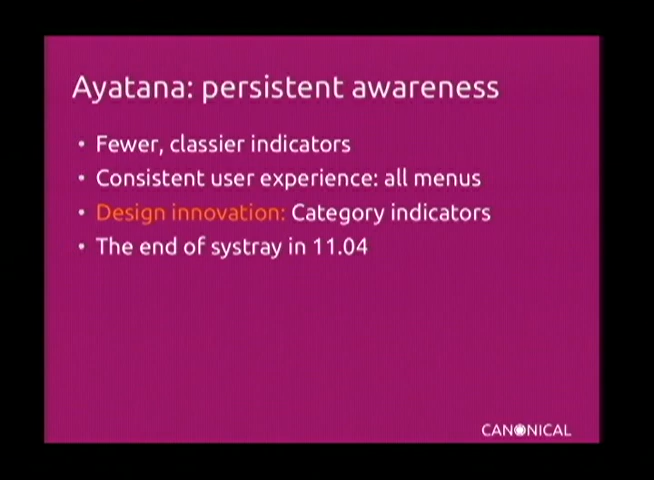 Ayatana: persistent awareness
• Fewer, classier indicators
• Consistent user experience: all menus
• Design innovation: Category indicators
• The end of systray in 11.04
CANONICAL